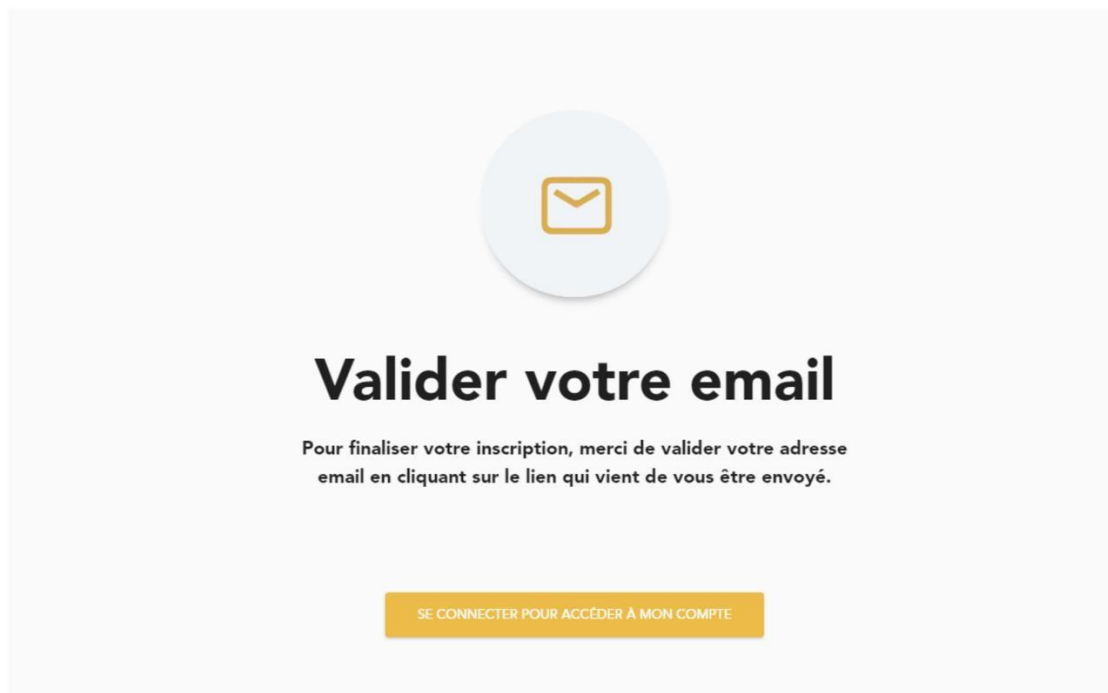 Valider votre email
Pour finaliser votre inscription, merci de valider votre adresse
email en cliquant sur le lien qui vient de vous être envoyé.
SE CONNECTER POUR ACCÉDER À MON COMPTE